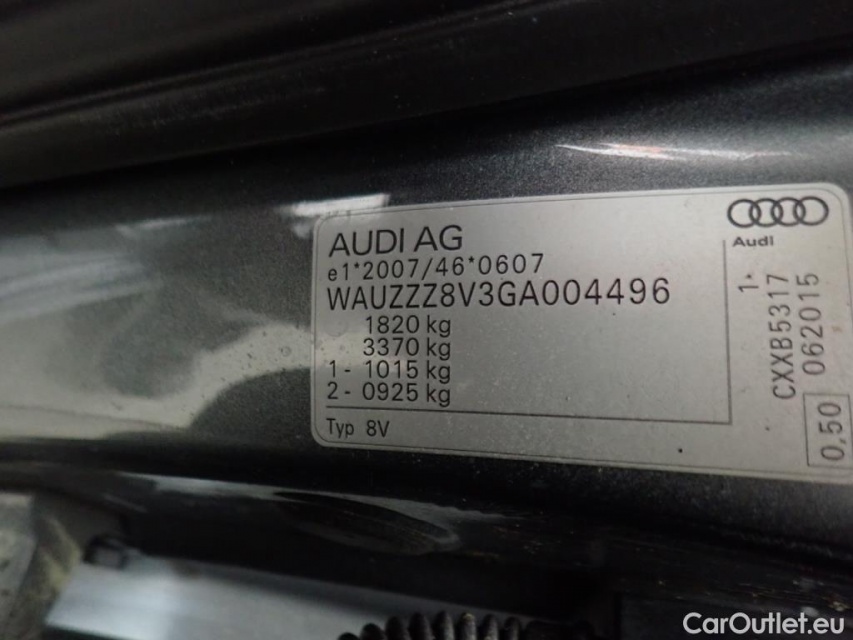 AUDI AG
e1*2007/46*0607
WAUZZZ8V3GA004496
1820 kg
3370 kg
1- 1015 kg
2- 0925 kg
Typ 8V
Audi
1*
CXXB5317
062015
0,50
CarOutlet.eu